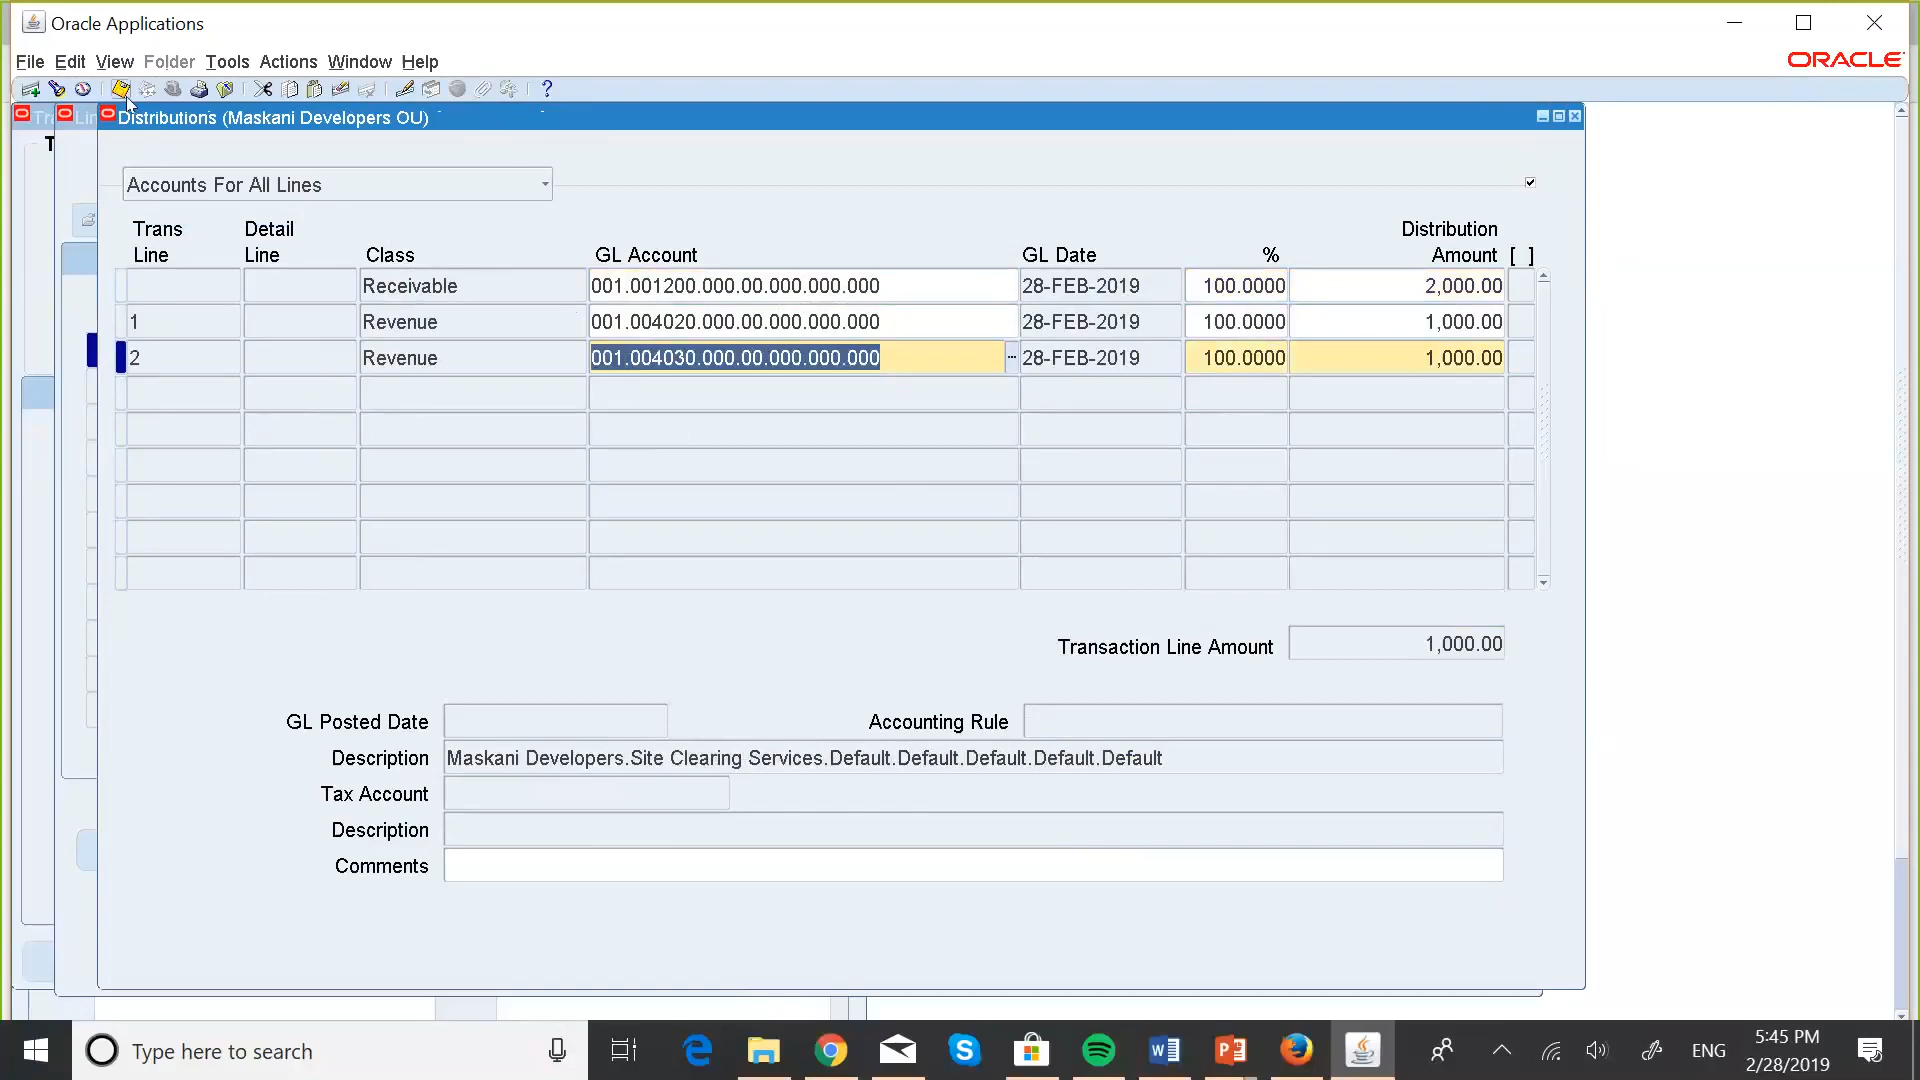 Oracle Applications
File Edit View Folder Tools Actions Window Help
ORACLE
Distributions (Maskani Developers OU)
Accounts For All Lines
Trans Line
Detail Line
Class
GL Account
GL Date
%
Distribution Amount
[ ]
Receivable 001.001200.000.00.000.000.000 28-FEB-2019 100.0000 2,000.00
1 Revenue 001.004020.000.00.000.000.000 28-FEB-2019 100.0000 1,000.00
2 Revenue 001.004030.000.00.000.000.000 28-FEB-2019 100.0000 1,000.00
Transaction Line Amount 1,000.00
GL Posted Date
Accounting Rule
Description Maskani Developers.Site Clearing Services.Default.Default.Default.Default.Default
Tax Account
Description
Comments
Type here to search
ENG
5:45 PM
2/28/2019